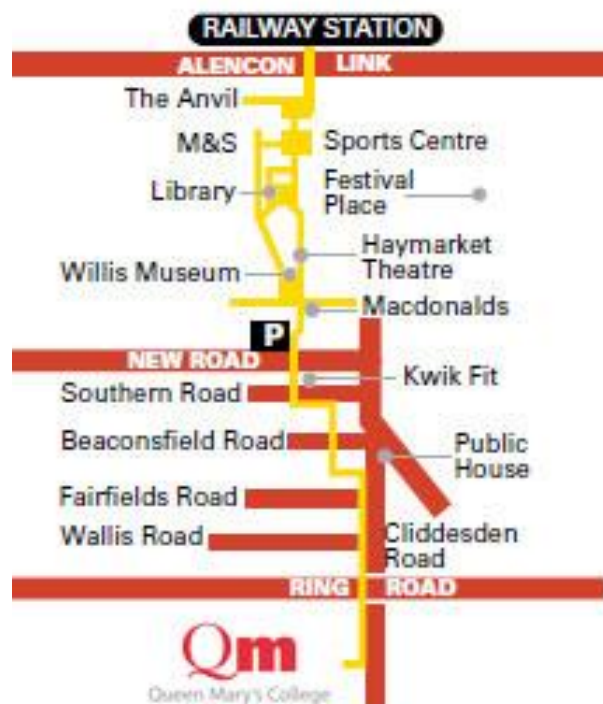 RAILWAY STATION
ALENCON LINK
The Anvil
M&S
Sports Centre
Library
Festival
Place
Haymarket
Theatre
Willis Museum
Macdonalds
P
NEW ROAD
Kwik Fit
Southern Road
Beaconsfield Road
Public
House
Fairfields Road
Wallis Road
Cliddesden
Road
RING ROAD
Qm
Queen Mary's College